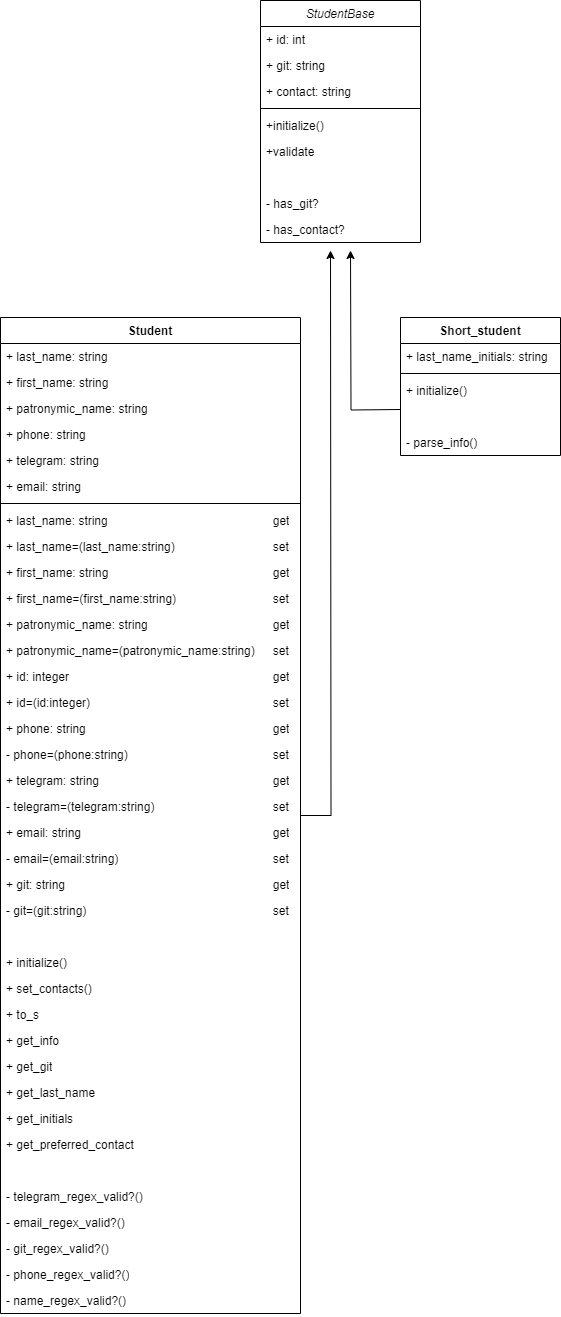 StudentBase
+ id: int
+ git: string
+ contact: string
+initialize()
+validate
- has_git?
- has_contact?
Student
+ last_name: string
+ first_name: string
+ patronymic_name: string
+ phone: string
+ telegram: string
+ email: string
+ last_name: string get
+ last_name=(last_name:string) set
+ first_name: string get
+ first_name=(first_name:string) set
+ patronymic_name: string get
+ patronymic_name=(patronymic_name:string) set
+ id: integer get
+ id=(id:integer) set
+ phone: string get
- phone=(phone:string) set
+ telegram: string get
- telegram=(telegram:string) set
+ email: string get
- email=(email:string) set
+ git: string get
- git=(git:string) set
+ initialize()
+ set_contacts()
+ to_s
+ get_info
+ get_git
+ get_last_name
+ get_initials
+ get_preferred_contact
- telegram_regex_valid?()
- email_regex_valid?()
- git_regex_valid?()
- phone_regex_valid?()
- name_regex_valid?()
Short_student
+ last_name_initials: string
+ initialize()
- parse_info()